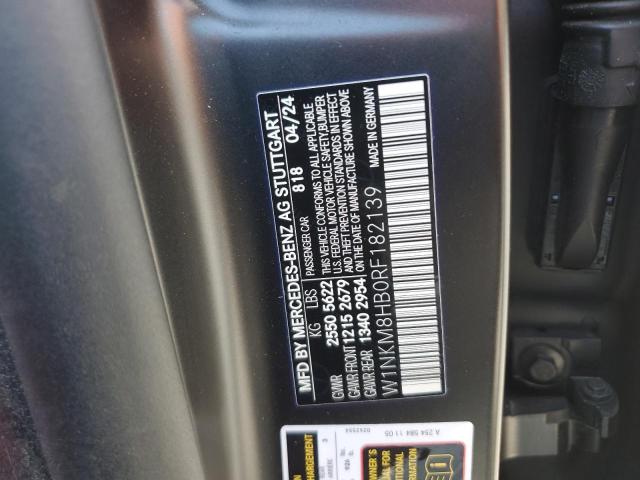 MFD BY MERCEDES-BENZ AG STUTTGART
818 04/24
PASSENGER CAR
KG LBS
GVWR 2550 5622
GAWR FRONT 1215 2679
GAWR REAR 1340 2954
THIS VEHICLE CONFORMS TO ALL APPLICABLE
U.S. FEDERAL MOTOR VEHICLE SAFETY, BUMPER
AND THEFT PREVENTION STANDARDS IN EFFECT
ON THE DATE OF MANUFACTURE SHOWN ABOVE
W1NKM8HB0RF182139 MADE IN GERMANY
A 254 584 11 05
OWNER'S